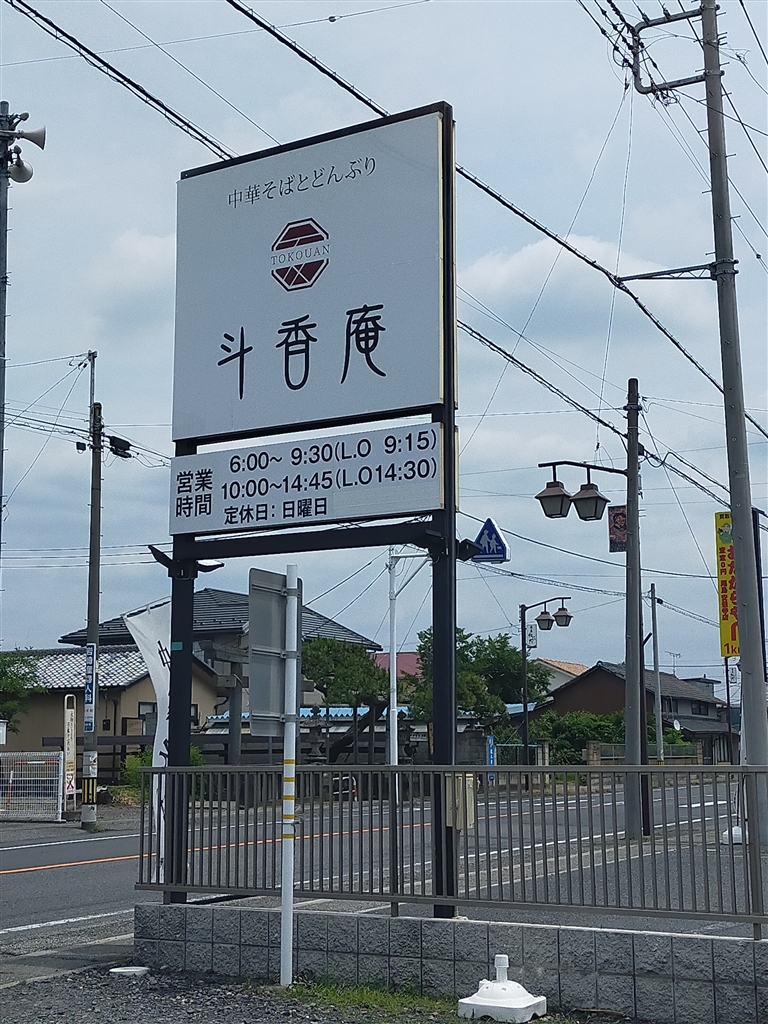 中華そばとどんぶり
TOKOUAN
斗香庵
営業時間
6:00～ 9:30(L.O 9:15)
10:00～14:45(L.O14:30)
定休日: 日曜日